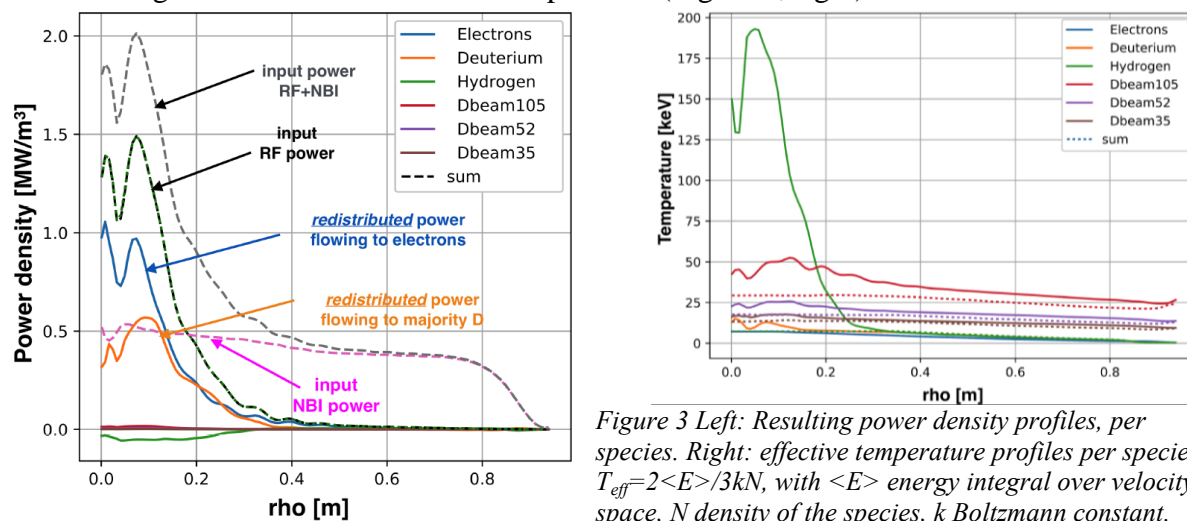 2.0
1.5
1.0
0.5
0.0
Power density [MW/m³]
0.0 0.2 0.4 0.6 0.8
rho [m]
input power
RF+NBI
input
RF power
redistributed power
flowing to electrons
redistributed power
flowing to majority D
input
NBI power
Electrons
Deuterium
Hydrogen
Dbeam105
Dbeam52
Dbeam35
sum
200
175
150
125
100
75
50
25
0
Temperature [keV]
0.0 0.2 0.4 0.6 0.8
rho [m]
Electrons
Deuterium
Hydrogen
Dbeam105
Dbeam52
Dbeam35
sum
Figure 3 Left: Resulting power density profiles, per
species. Right: effective temperature profiles per specie
T_eff=2<E>/3kN, with <E> energy integral over velocity
space, N density of the species, k Boltzmann constant.